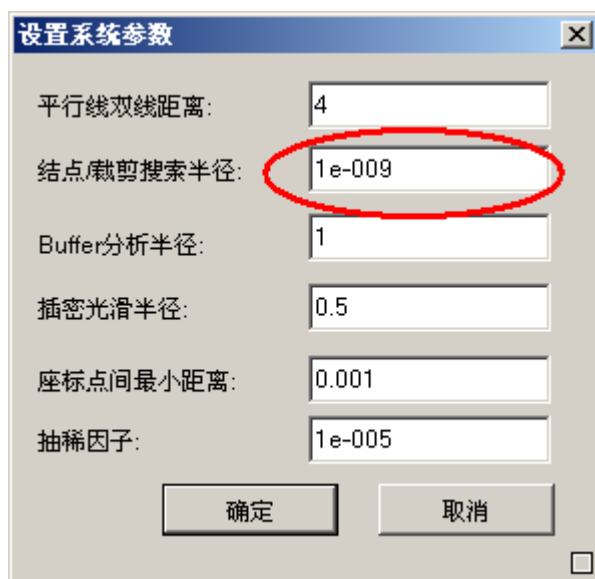 设置系统参数
平行线双线距离: 4
结点/裁剪搜索半径: 1e-009
Buffer分析半径: 1
插密光滑半径: 0.5
座标点间最小距离: 0.001
抽稀因子: 1e-005
确定 取消